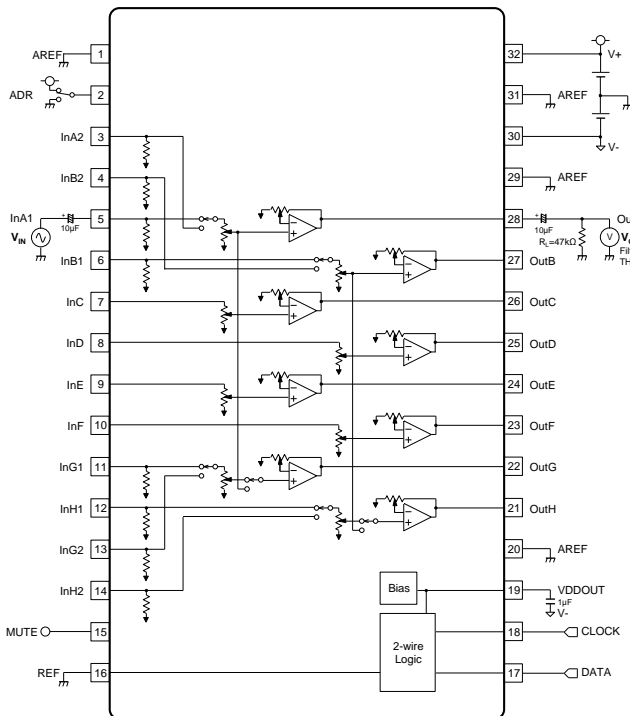 AREF 1
ADR 2
InA2 3
InB2 4
InA1 5
10µF
VIN
InB1 6
InC 7
InD 8
InE 9
InF 10
InG1 11
InH1 12
InG2 13
InH2 14
MUTE 15
REF 16
32 V+
31 AREF
30 V-
29 AREF
28
10µF
RL=47kΩ
V
27 OutB
26 OutC
25 OutD
24 OutE
23 OutF
22 OutG
21 OutH
20 AREF
19 VDDOUT
1µF
V-
18 CLOCK
17 DATA
Bias
2-wire
Logic